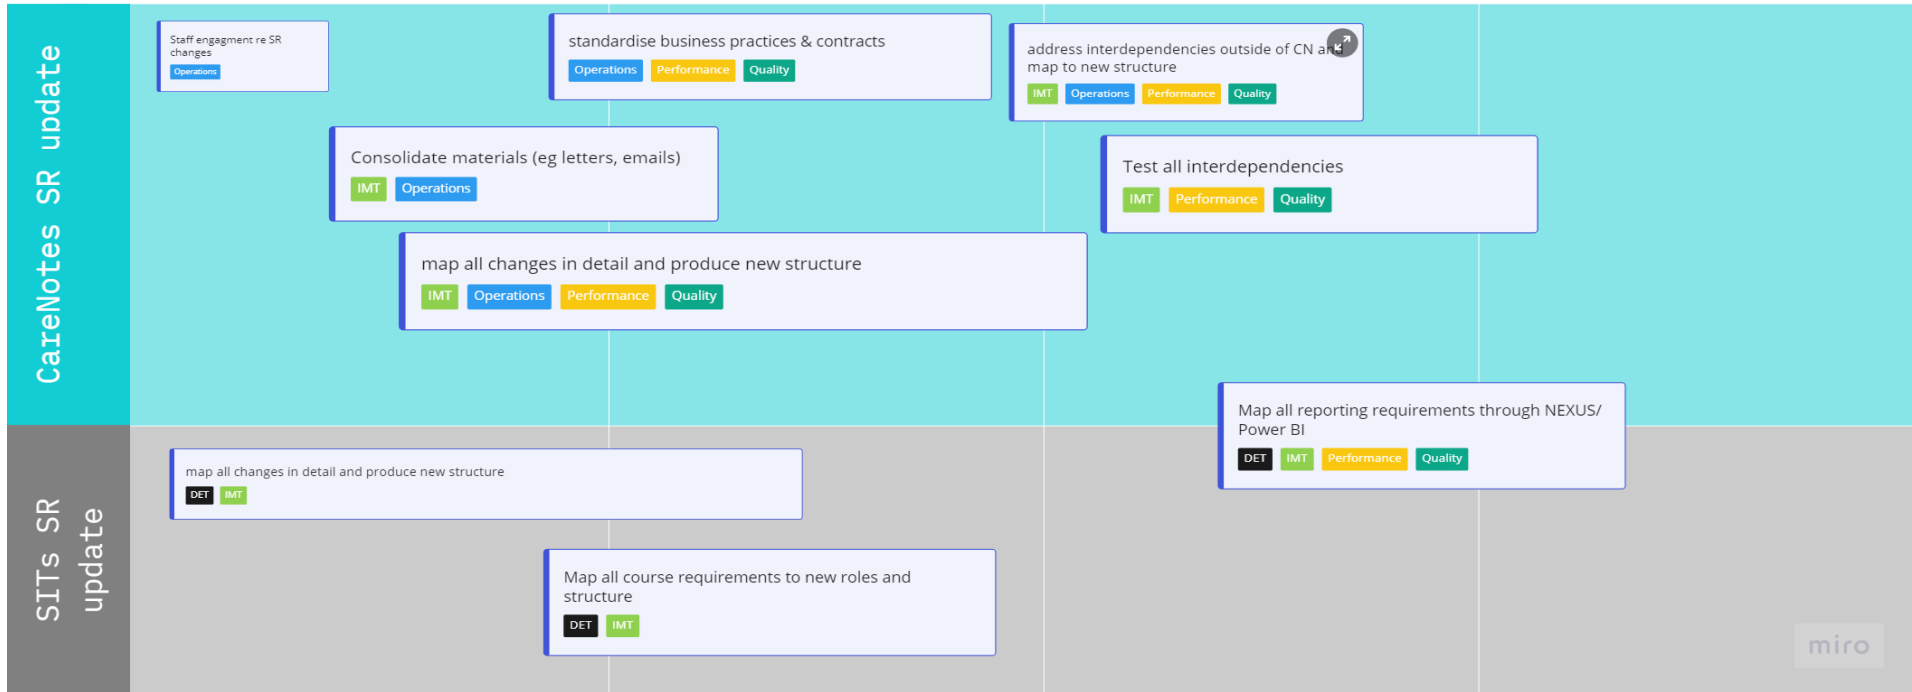 CareNotes SR update
Staff engagment re SR
changes
Operations
standardise business practices & contracts
Operations Performance Quality
address interdependencies outside of CN and
map to new structure
IMT Operations Performance Quality
Consolidate materials (eg letters, emails)
IMT Operations
Test all interdependencies
IMT Performance Quality
map all changes in detail and produce new structure
IMT Operations Performance Quality
Map all reporting requirements through NEXUS/
Power BI
DET IMT Performance Quality
SITs SR
update
map all changes in detail and produce new structure
DET IMT
Map all course requirements to new roles and
structure
DET IMT
miro